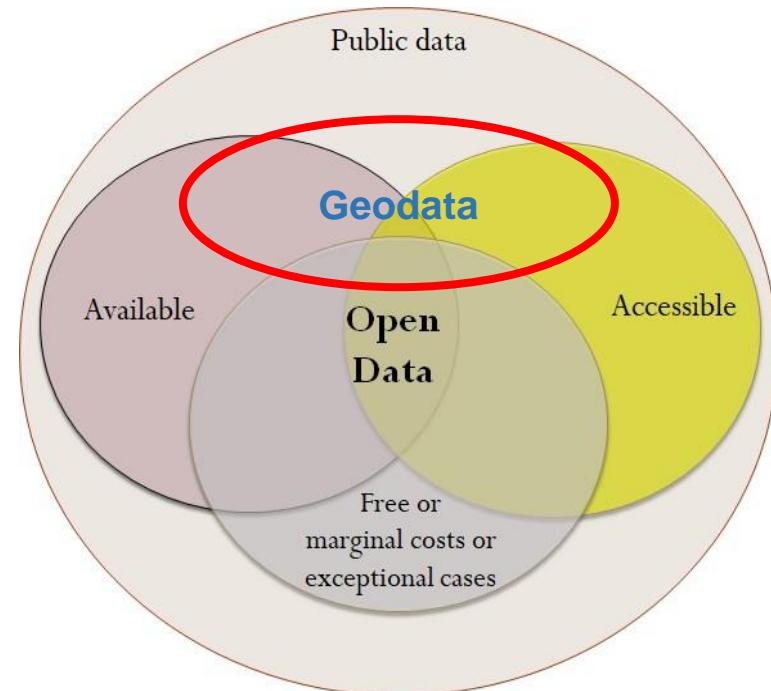 Public data
Geodata
Available
Accessible
Open
Data
Free or
marginal costs or
exceptional cases